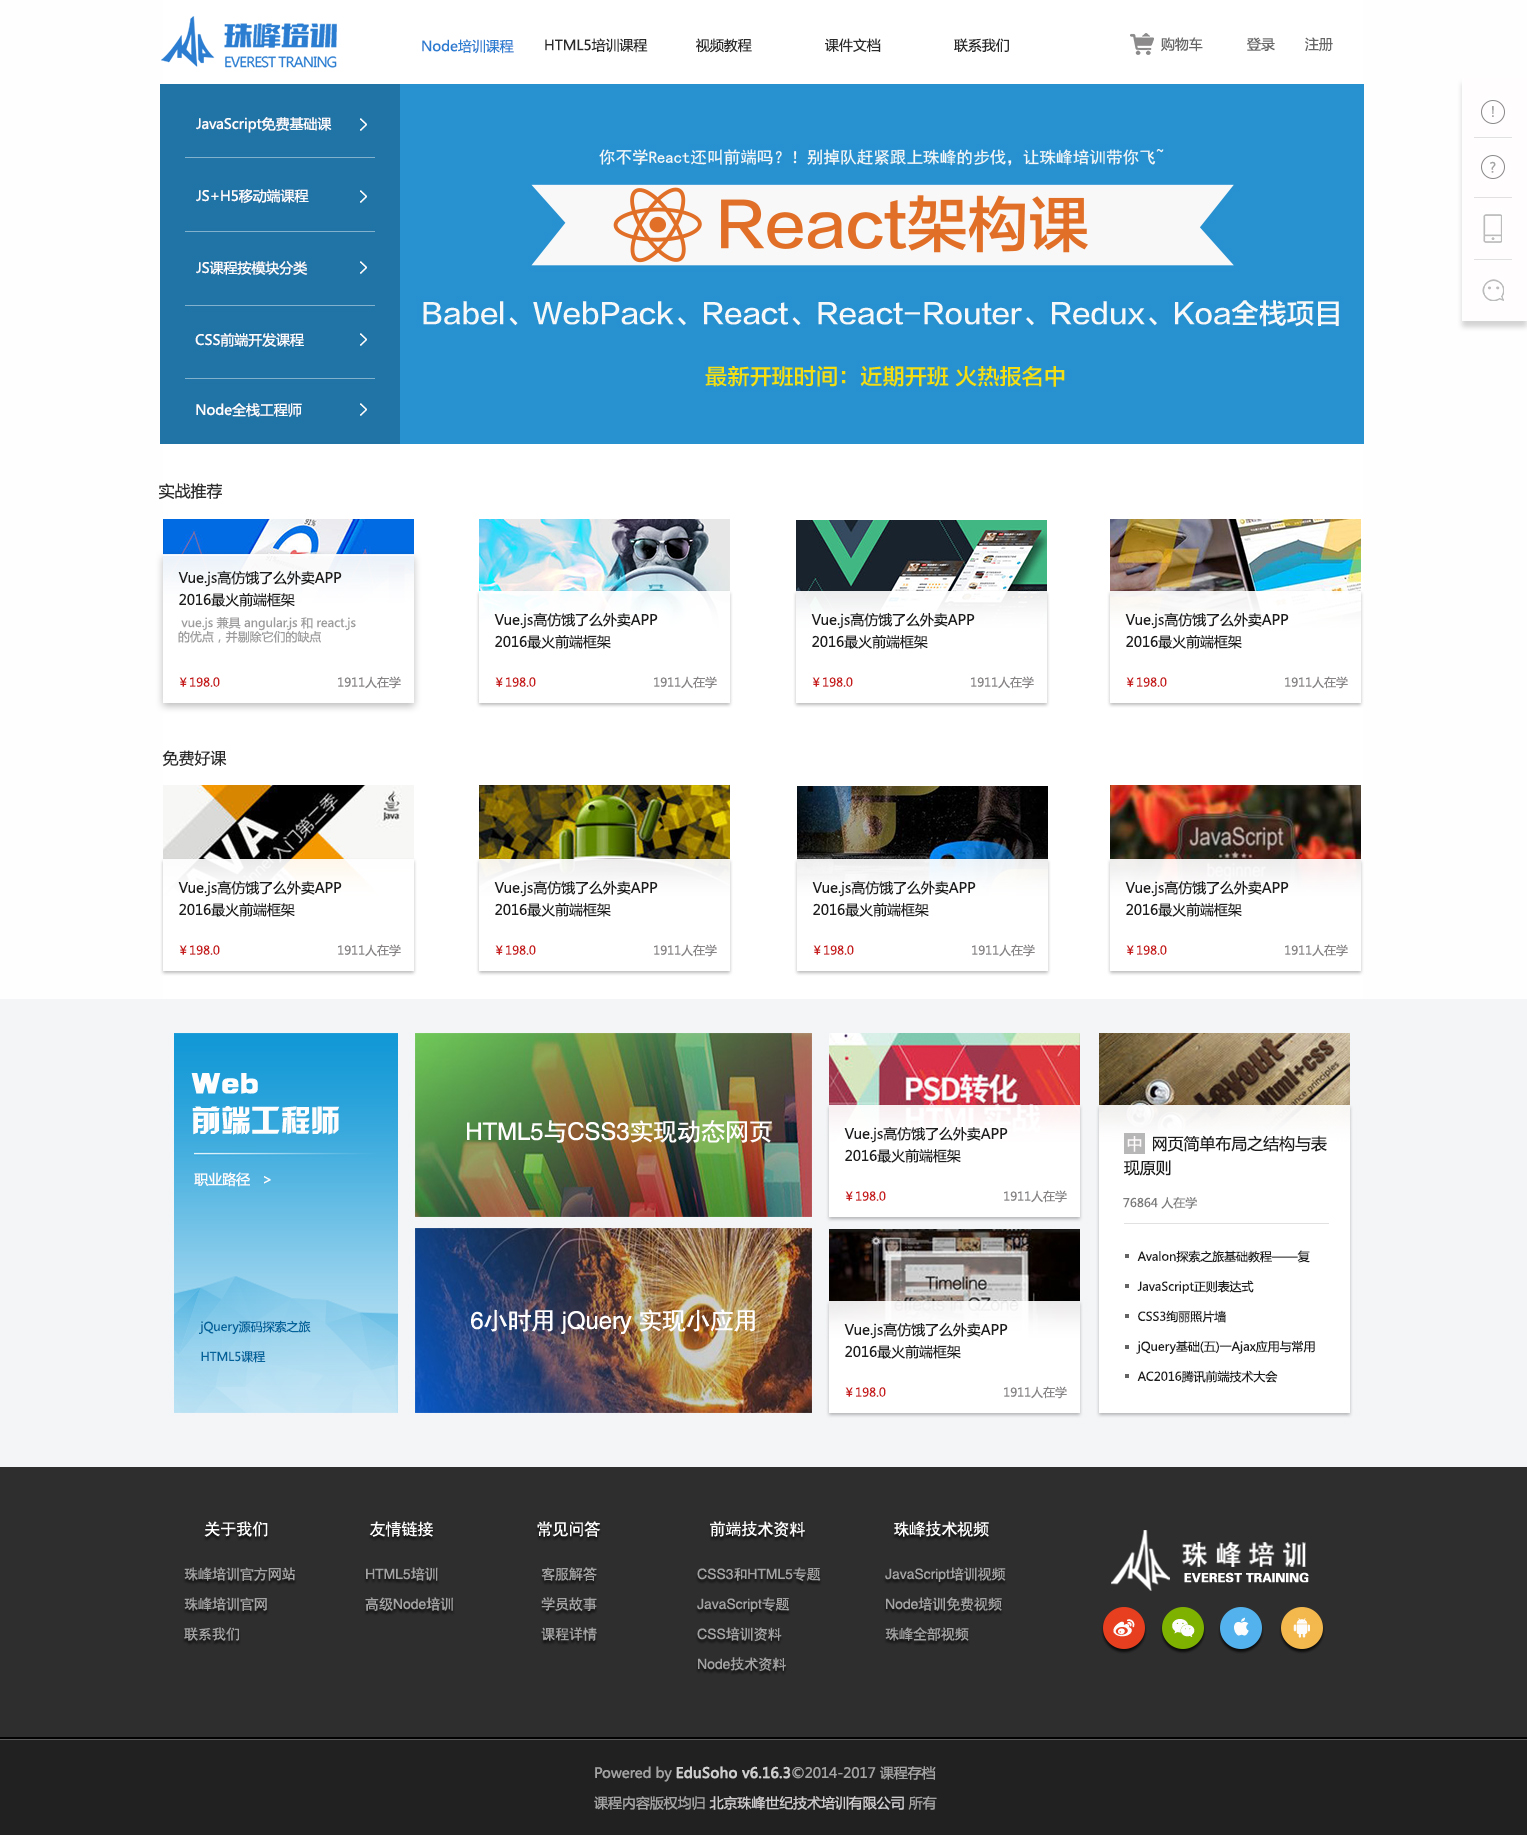 珠峰培训
EVEREST TRANING
Node培训课程 HTML5培训课程 视频教程 课件文档 联系我们 购物车 登录 注册
JavaScript免费基础课
JS+H5移动端课程
JS课程按模块分类
CSS前端开发课程
Node全栈工程师
你不学React还叫前端吗？！别掉队赶紧跟上珠峰的步伐，让珠峰培训带你飞~
React架构课
Babel、WebPack、React、React-Router、Redux、Koa全栈项目
最新开班时间：近期开班 火热报名中
实战推荐
Vue.js高仿饿了么外卖APP
2016最火前端框架
vue.js 兼具 angular.js 和 react.js
的优点，并剔除它们的缺点
¥198.0 1911人在学
Vue.js高仿饿了么外卖APP
2016最火前端框架
¥198.0 1911人在学
Vue.js高仿饿了么外卖APP
2016最火前端框架
¥198.0 1911人在学
Vue.js高仿饿了么外卖APP
2016最火前端框架
¥198.0 1911人在学
免费好课
Java
入门第二季
Vue.js高仿饿了么外卖APP
2016最火前端框架
¥198.0 1911人在学
Vue.js高仿饿了么外卖APP
2016最火前端框架
¥198.0 1911人在学
Vue.js高仿饿了么外卖APP
2016最火前端框架
¥198.0 1911人在学
JavaScript
Vue.js高仿饿了么外卖APP
2016最火前端框架
¥198.0 1911人在学
Web
前端工程师
职业路径 >
jQuery源码探索之旅
HTML5课程
HTML5与CSS3实现动态网页
6小时用 jQuery 实现小应用
PSD转化
HTML实战
Vue.js高仿饿了么外卖APP
2016最火前端框架
¥198.0 1911人在学
Timeline
effects in QZone
Vue.js高仿饿了么外卖APP
2016最火前端框架
¥198.0 1911人在学
Layout
Html+css
principles
中 网页简单布局之结构与表
现原则
76864 人在学
Avalon探索之旅基础教程——复
JavaScript正则表达式
CSS3绚丽照片墙
jQuery基础(五)—Ajax应用与常用
AC2016腾讯前端技术大会
关于我们
珠峰培训官方网站
珠峰培训官网
联系我们
友情链接
HTML5培训
高级Node培训
常见问答
客服解答
学员故事
课程详情
前端技术资料
CSS3和HTML5专题
JavaScript专题
CSS培训资料
Node技术资料
珠峰技术视频
JavaScript培训视频
Node培训免费视频
珠峰全部视频
珠峰培训
EVEREST TRAINING
Powered by EduSoho v6.16.3©2014-2017 课程存档
课程内容版权均归 北京珠峰世纪技术培训有限公司 所有